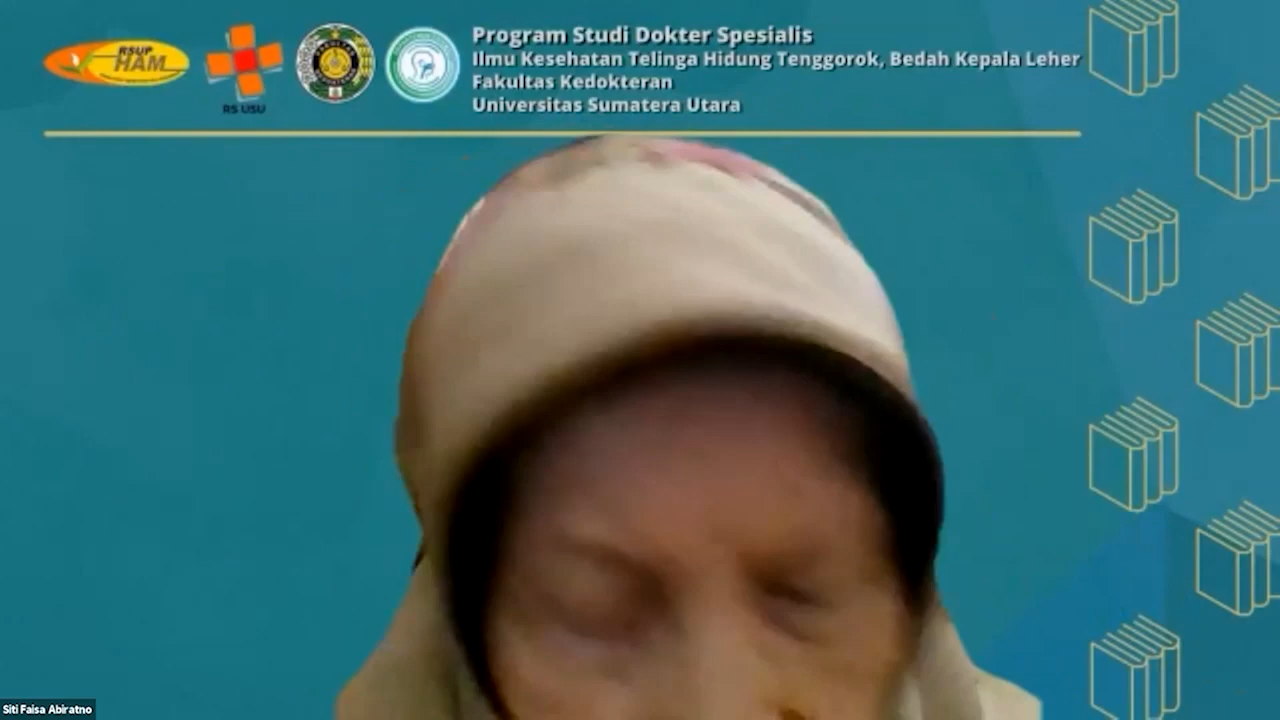 RSUP
HAM
RS USU
Program Studi Dokter Spesialis
Ilmu Kesehatan Telinga Hidung Tenggorok, Bedah Kepala Leher
Fakultas Kedokteran
Universitas Sumatera Utara
Siti Faisa Abiratno